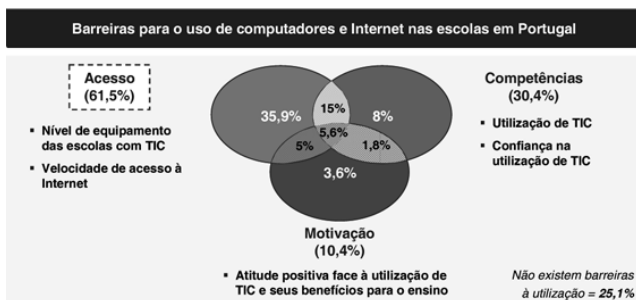 Barreiras para o uso de computadores e Internet nas escolas em Portugal
Acesso
(61,5%)
▪ Nível de equipamento
das escolas com TIC
▪ Velocidade de acesso à
Internet
35,9%
15%
8%
5,6%
5%
1,8%
3,6%
Competências
(30,4%)
▪ Utilização de TIC
▪ Confiança na
utilização de TIC
Motivação
(10,4%)
▪ Atitude positiva face à utilização de
TIC e seus benefícios para o ensino
Não existem barreiras
à utilização = 25,1%